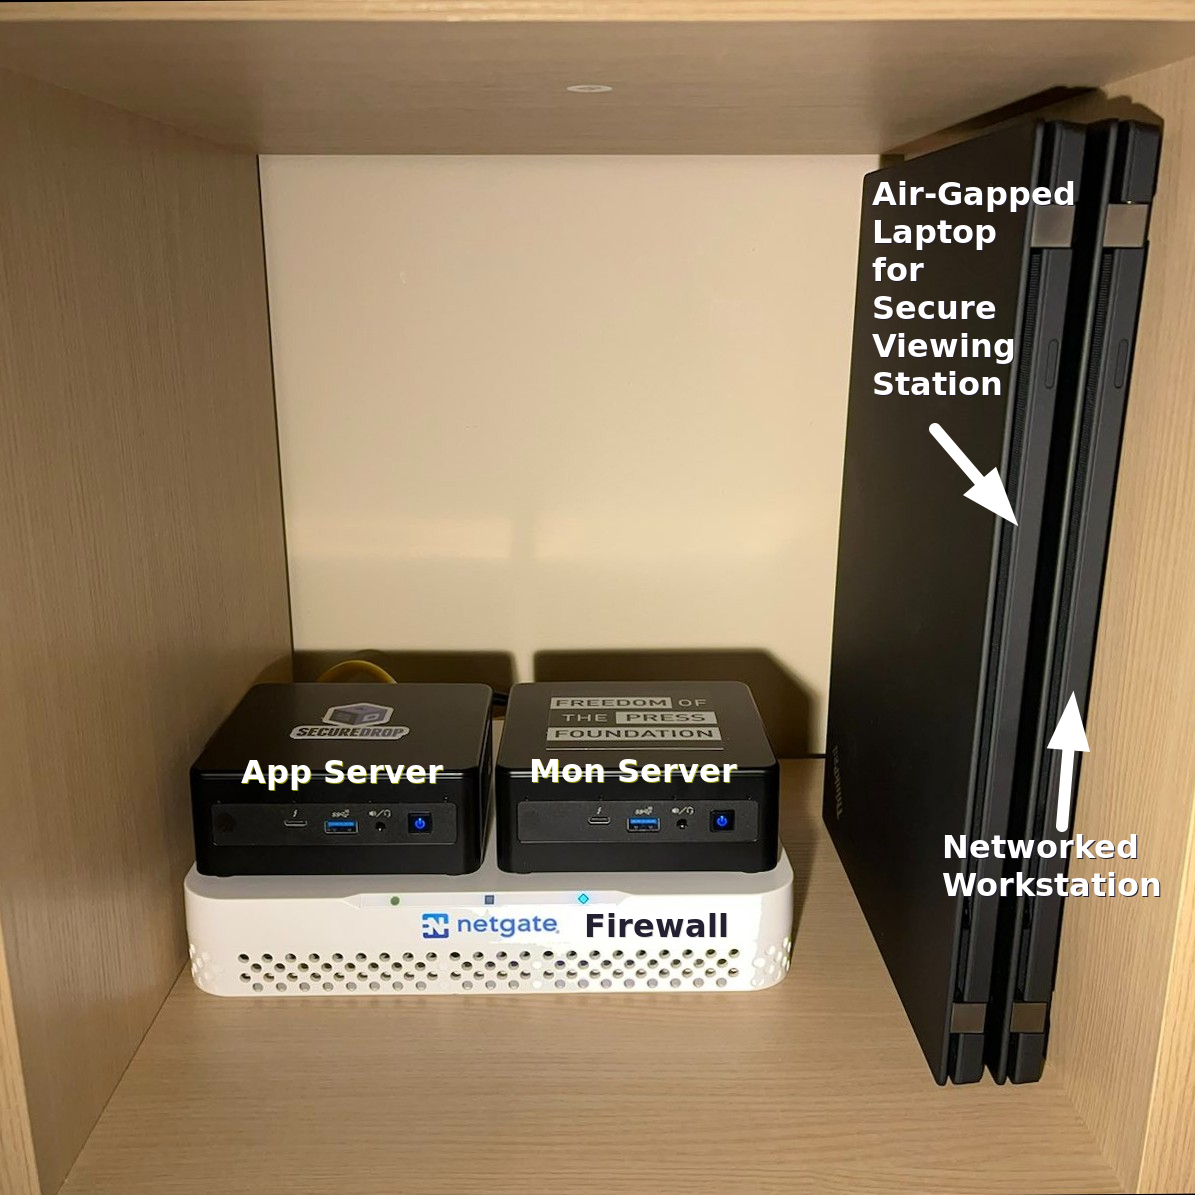 Air-Gapped
Laptop
for
Secure
Viewing
Station
SECUREDROP
FREEDOM OF
THE PRESS
FOUNDATION
App Server
Mon Server
ThinkPad
Networked
Workstation
netgate
Firewall